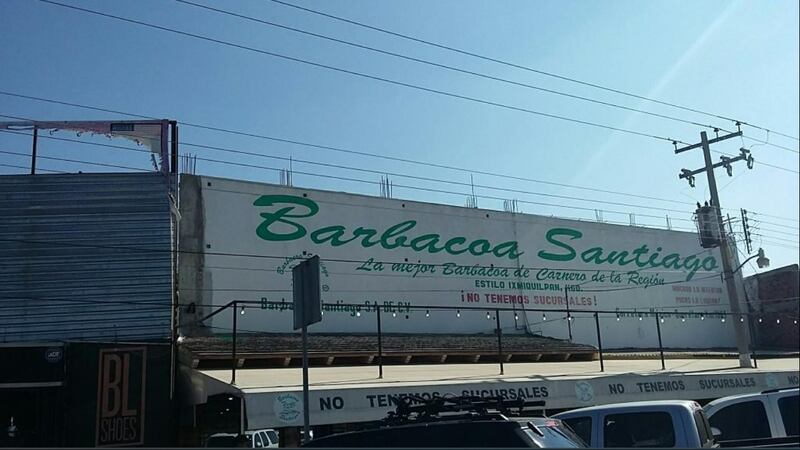 Barbacoa Santiago
La mejor Barbacoa de Carnero de la Región
ESTILO IXMIQUILPAN, HGO.
¡NO TENEMOS SUCURSALES!
Barbacoa Santiago S.A. DE C.V.
NO TENEMOS SUCURSALES
NO TENEMOS SUCURSALES
ADT
BL
SHOES